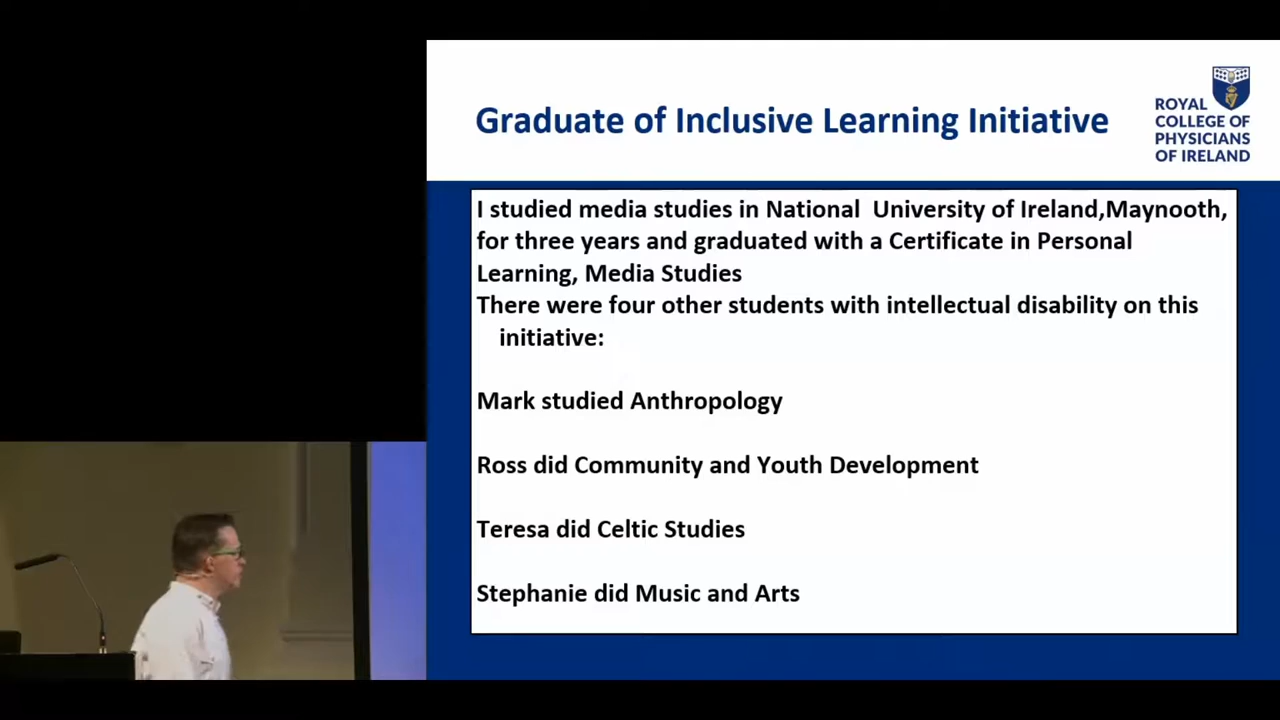 Graduate of Inclusive Learning Initiative
ROYAL
COLLEGE OF
PHYSICIANS
OF IRELAND
I studied media studies in National  University of Ireland,Maynooth,
for three years and graduated with a Certificate in Personal
Learning, Media Studies
There were four other students with intellectual disability on this
initiative:
Mark studied Anthropology
Ross did Community and Youth Development
Teresa did Celtic Studies
Stephanie did Music and Arts